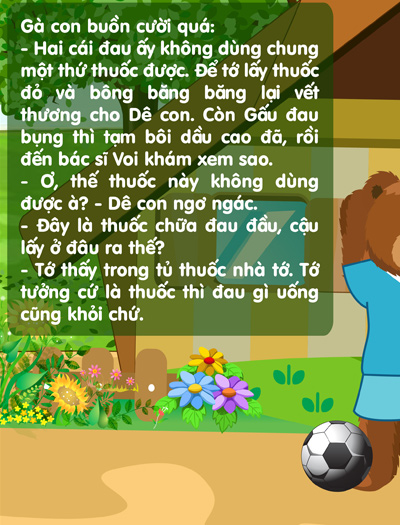 Gà con buồn cười quá:
- Hai cái đau ấy không dùng chung
một thứ thuốc được. Để tớ lấy thuốc
đỏ và bông băng băng lại vết
thương cho Dê con. Còn Gấu đau
bụng thì tạm bôi dầu cao đã, rồi
đến bác sĩ Voi khám xem sao.
- Ơ, thế thuốc này không dùng
được à? - Dê con ngơ ngác.
- Đây là thuốc chữa đau đầu, cậu
lấy ở đâu ra thế?
- Tớ thấy trong tủ thuốc nhà tớ. Tớ
tưởng cứ là thuốc thì đau gì uống
cũng khỏi chứ.